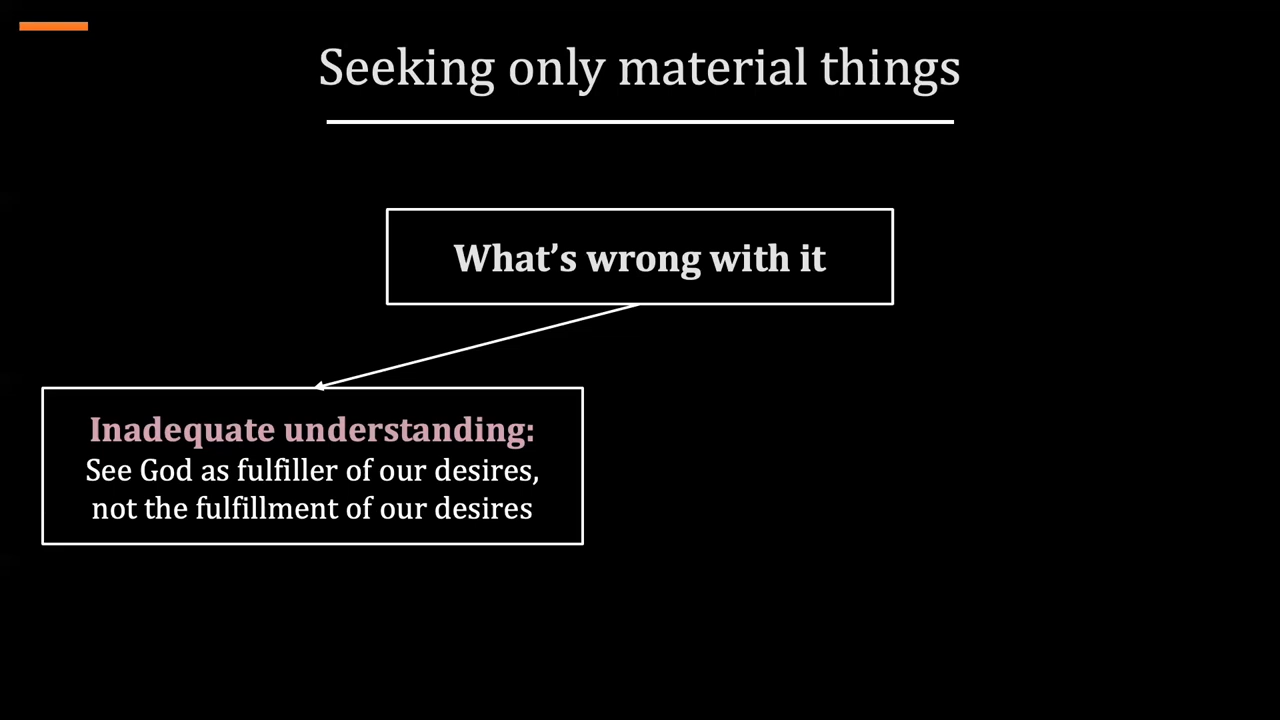 Seeking only material things
What's wrong with it
Inadequate understanding:
See God as fulfiller of our desires,
not the fulfillment of our desires